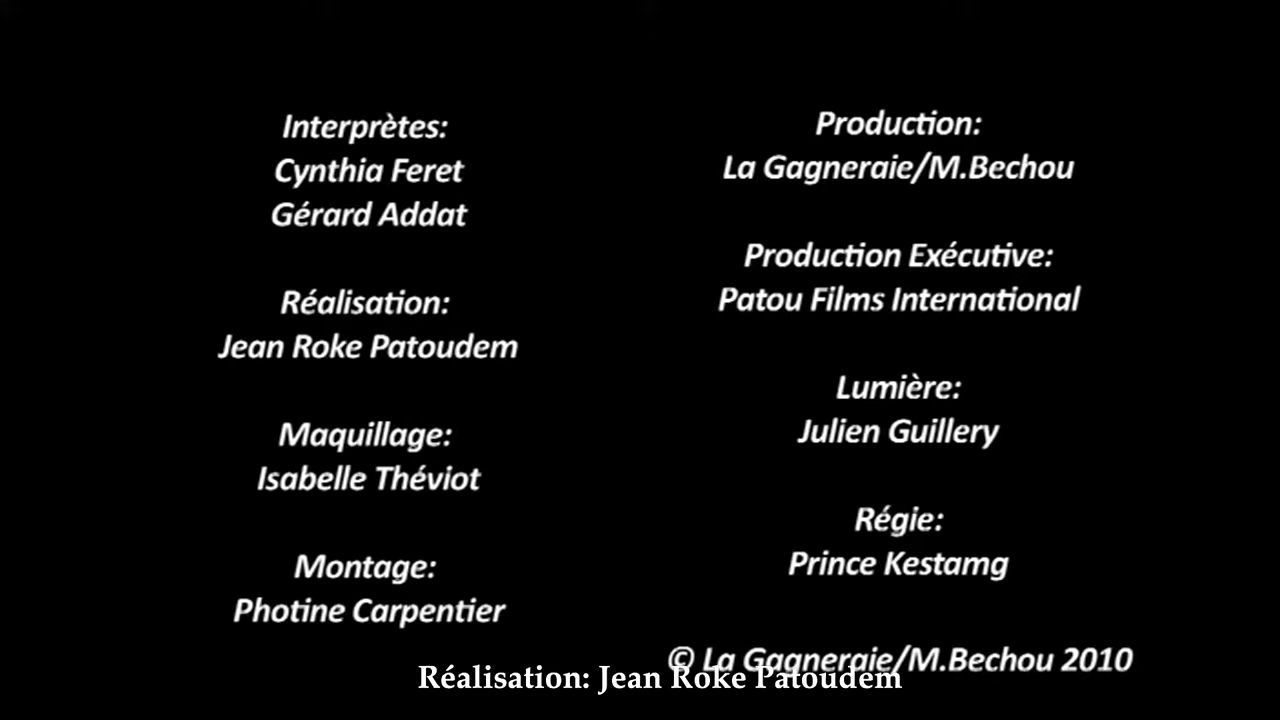 Interprètes:
Cynthia Feret
Gérard Addat
Réalisation:
Jean Roke Patoudem
Maquillage:
Isabelle Théviot
Montage:
Photine Carpentier
Production:
La Gagneraie/M.Bechou
Production Exécutive:
Patou Films International
Lumière:
Julien Guillery
Régie:
Prince Kestamg
© La Gagneraie/M.Bechou 2010
Réalisation: Jean Roke Patoudem